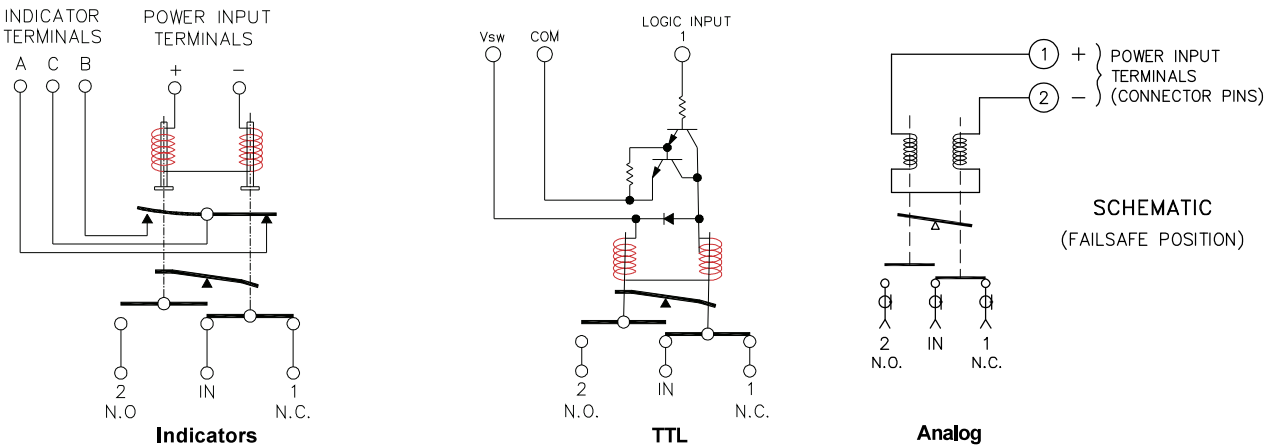 INDICATOR
TERMINALS
A C B
POWER INPUT
TERMINALS
+ −
2
N.O
IN
1
N.C.
Indicators
Vsw
COM
LOGIC INPUT
1
2
N.O.
IN
1
N.C.
TTL
1 +
2 −
POWER INPUT
TERMINALS
(CONNECTOR PINS)
SCHEMATIC
(FAILSAFE POSITION)
2
N.O.
IN
1
N.C.
Analog